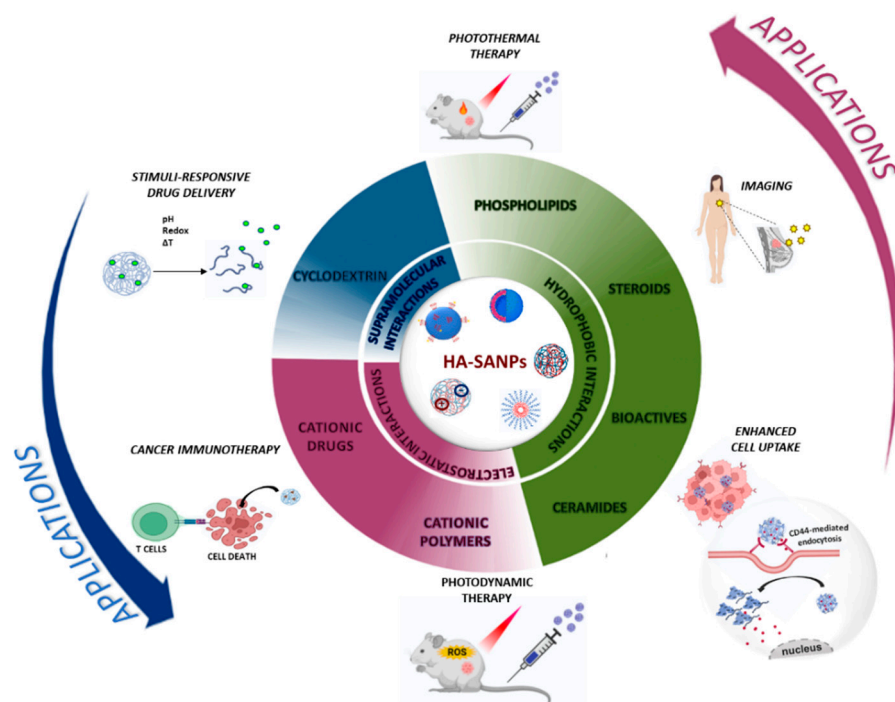 PHOTOTHERMAL
THERAPY
APPLICATIONS
STIMULI-RESPONSIVE
DRUG DELIVERY
pH
Redox
ΔT
IMAGING
PHOSPHOLIPIDS
STEROIDS
CYCLODEXTRIN
SUPRAMOLECULAR
INTERACTIONS
HYDROPHOBIC INTERACTIONS
HA-SANPs
BIOACTIVES
CATIONIC
DRUGS
ELECTROSTATIC INTERACTIONS
CERAMIDES
CATIONIC
POLYMERS
ENHANCED
CELL UPTAKE
CD44-mediated
endocytosis
nucleus
CANCER IMMUNOTHERAPY
T CELLS
CELL DEATH
APPLICATIONS
PHOTODYNAMIC
THERAPY
ROS